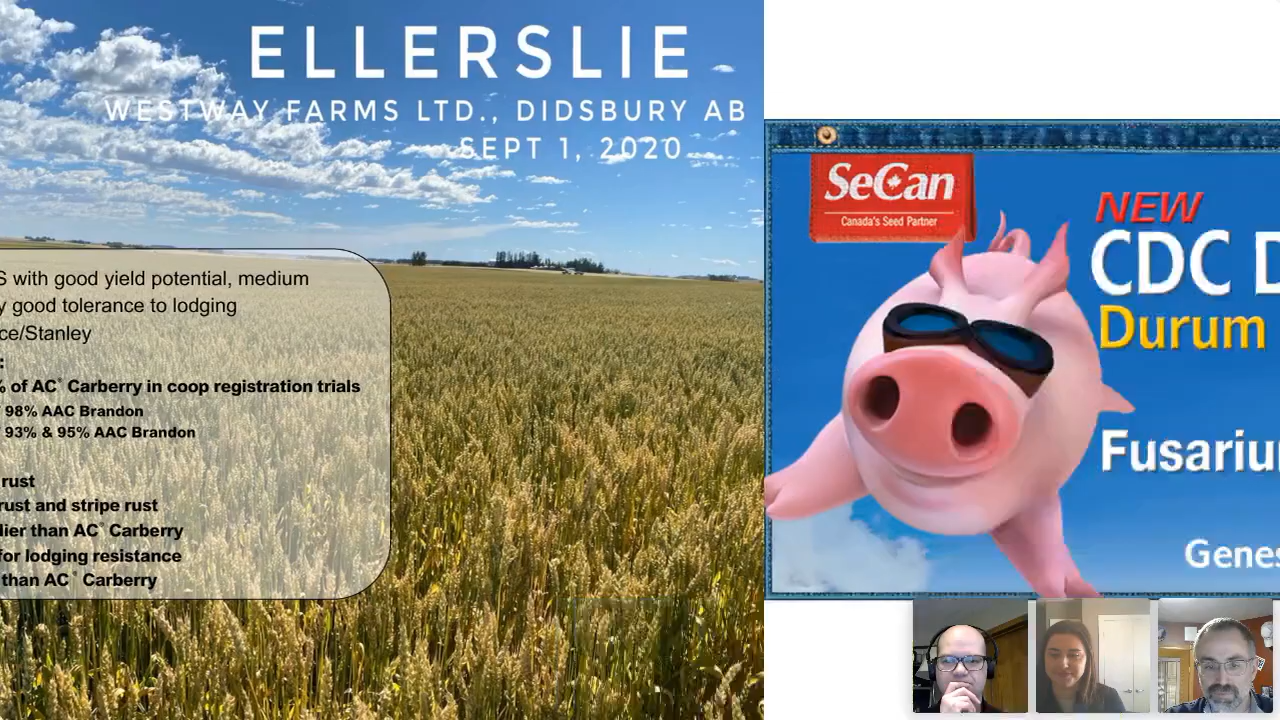 ELLERSLIE
WESTWAY FARMS LTD., DIDSBURY AB
SEPT 1, 2020
S with good yield potential, medium
y good tolerance to lodging
ce/Stanley
:
% of AC® Carberry in coop registration trials
98% AAC Brandon
93% & 95% AAC Brandon
rust
rust and stripe rust
lier than AC® Carberry
for lodging resistance
than AC® Carberry
SeCan
Canada's Seed Partner
NEW
CDC D
Durum
Fusariu
Genes